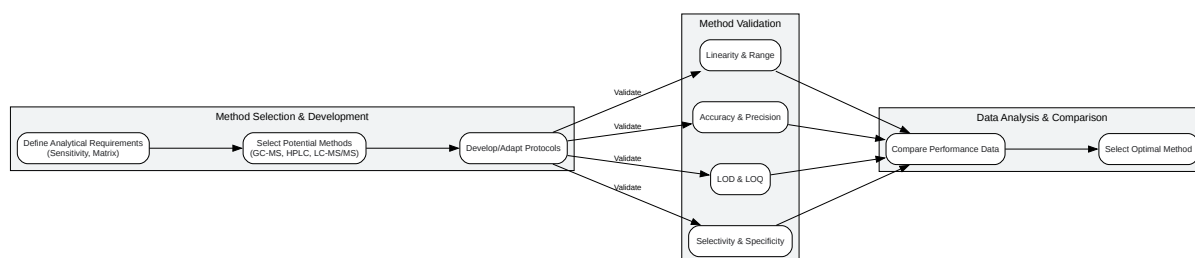 Method Validation
Linearity & Range
Validate
Method Selection & Development
Data Analysis & Comparison
Accuracy & Precision
Validate
Define Analytical Requirements
(Sensitivity, Matrix)
Select Potential Methods
(GC-MS, HPLC, LC-MS/MS)
Develop/Adapt Protocols
Compare Performance Data
Select Optimal Method
Validate
LOD & LOQ
Validate
Selectivity & Specificity